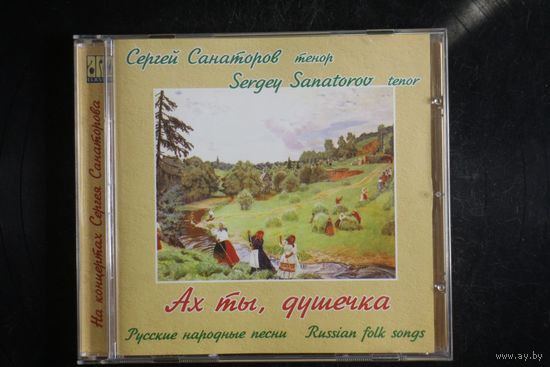 Сергей Санаторов тенор
Sergey Sanatorov tenor
На концертах Сергея Санаторова
Ах ты, душечка
Русские народные песни Russian folk songs
www.ay.by